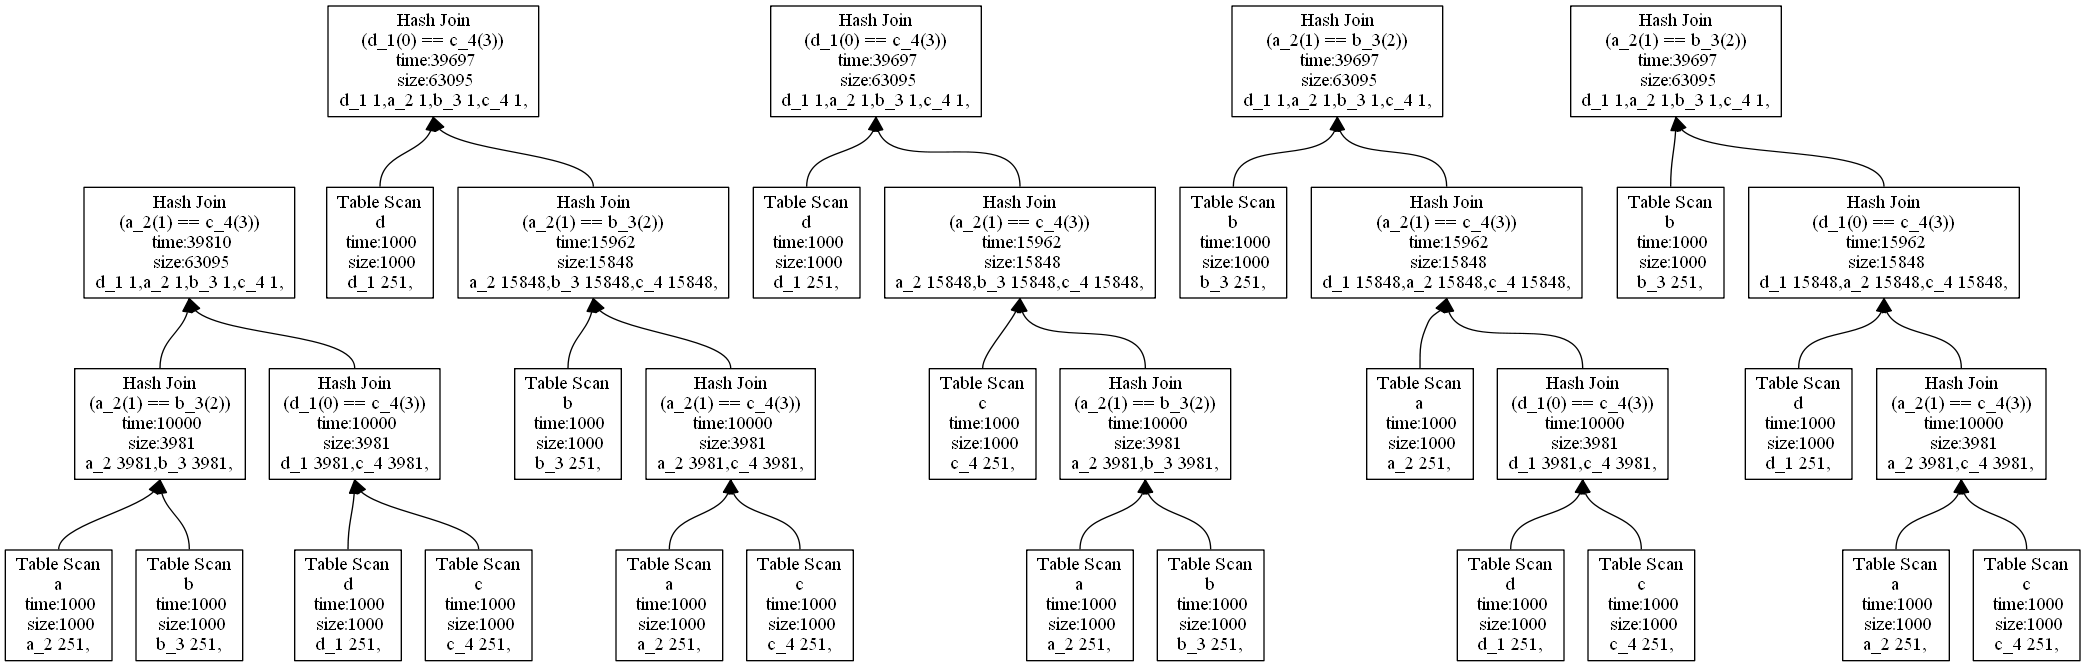 Hash Join
(d_1(0) == c_4(3))
time:39697
size:63095
d_1 1,a_2 1,b_3 1,c_4 1,
Hash Join
(d_1(0) == c_4(3))
time:39697
size:63095
d_1 1,a_2 1,b_3 1,c_4 1,
Hash Join
(a_2(1) == b_3(2))
time:39697
size:63095
d_1 1,a_2 1,b_3 1,c_4 1,
Hash Join
(a_2(1) == b_3(2))
time:39697
size:63095
d_1 1,a_2 1,b_3 1,c_4 1,
Hash Join
(a_2(1) == c_4(3))
time:39810
size:63095
d_1 1,a_2 1,b_3 1,c_4 1,
Table Scan
d
time:1000
size:1000
d_1 251,
Hash Join
(a_2(1) == b_3(2))
time:15962
size:15848
a_2 15848,b_3 15848,c_4 15848,
Table Scan
d
time:1000
size:1000
d_1 251,
Hash Join
(a_2(1) == c_4(3))
time:15962
size:15848
a_2 15848,b_3 15848,c_4 15848,
Table Scan
b
time:1000
size:1000
b_3 251,
Hash Join
(a_2(1) == c_4(3))
time:15962
size:15848
d_1 15848,a_2 15848,c_4 15848,
Table Scan
b
time:1000
size:1000
b_3 251,
Hash Join
(d_1(0) == c_4(3))
time:15962
size:15848
d_1 15848,a_2 15848,c_4 15848,
Hash Join
(a_2(1) == b_3(2))
time:10000
size:3981
a_2 3981,b_3 3981,
Hash Join
(d_1(0) == c_4(3))
time:10000
size:3981
d_1 3981,c_4 3981,
Table Scan
b
time:1000
size:1000
b_3 251,
Hash Join
(a_2(1) == c_4(3))
time:10000
size:3981
a_2 3981,c_4 3981,
Table Scan
c
time:1000
size:1000
c_4 251,
Hash Join
(a_2(1) == b_3(2))
time:10000
size:3981
a_2 3981,b_3 3981,
Table Scan
a
time:1000
size:1000
a_2 251,
Hash Join
(d_1(0) == c_4(3))
time:10000
size:3981
d_1 3981,c_4 3981,
Table Scan
d
time:1000
size:1000
d_1 251,
Hash Join
(a_2(1) == c_4(3))
time:10000
size:3981
a_2 3981,c_4 3981,
Table Scan
a
time:1000
size:1000
a_2 251,
Table Scan
b
time:1000
size:1000
b_3 251,
Table Scan
d
time:1000
size:1000
d_1 251,
Table Scan
c
time:1000
size:1000
c_4 251,
Table Scan
a
time:1000
size:1000
a_2 251,
Table Scan
c
time:1000
size:1000
c_4 251,
Table Scan
a
time:1000
size:1000
a_2 251,
Table Scan
b
time:1000
size:1000
b_3 251,
Table Scan
d
time:1000
size:1000
d_1 251,
Table Scan
c
time:1000
size:1000
c_4 251,
Table Scan
a
time:1000
size:1000
a_2 251,
Table Scan
c
time:1000
size:1000
c_4 251,